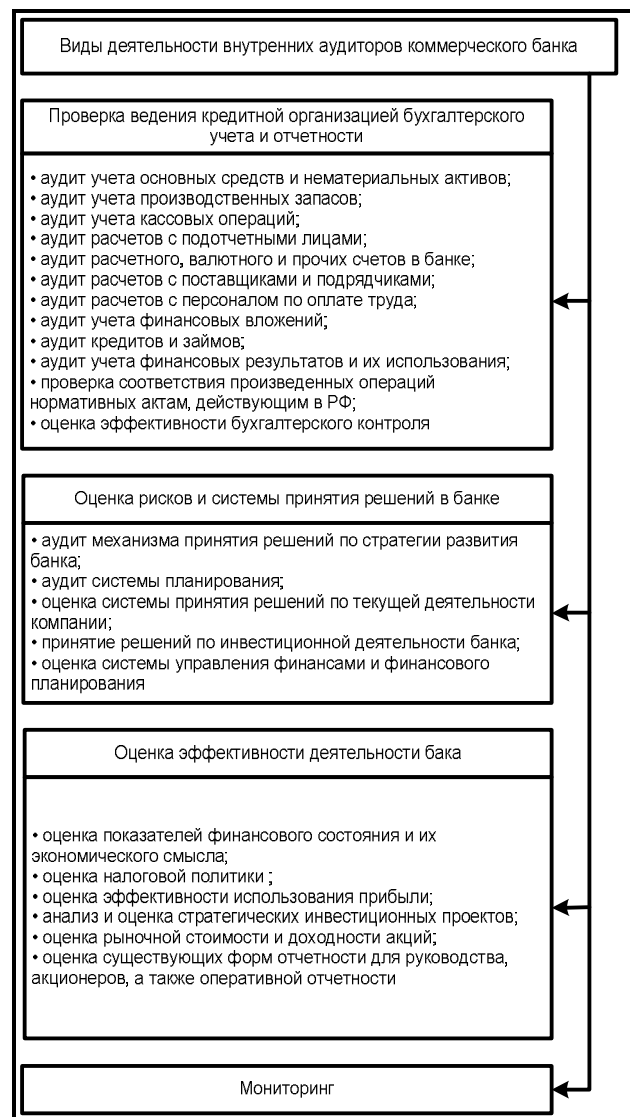 Виды деятельности внутренних аудиторов коммерческого банка
Проверка ведения кредитной организацией бухгалтерского
учета и отчетности
• аудит учета основных средств и нематериальных активов;
• аудит учета производственных запасов;
• аудит учета кассовых операций;
• аудит расчетов с подотчетными лицами;
• аудит расчетного, валютного и прочих счетов в банке;
• аудит расчетов с поставщиками и подрядчиками;
• аудит расчетов с персоналом по оплате труда;
• аудит учета финансовых вложений;
• аудит кредитов и займов;
• аудит учета финансовых результатов и их использования;
• проверка соответствия произведенных операций
нормативных актам, действующим в РФ;
• оценка эффективности бухгалтерского контроля
Оценка рисков и системы принятия решений в банке
• аудит механизма принятия решений по стратегии развития
банка;
• аудит системы планирования;
• оценка системы принятия решений по текущей деятельности
компании;
• принятие решений по инвестиционной деятельности банка;
• оценка системы управления финансами и финансового
планирования
Оценка эффективности деятельности бака
• оценка показателей финансового состояния и их
экономического смысла;
• оценка налоговой политики ;
• оценка эффективности использования прибыли;
• анализ и оценка стратегических инвестиционных проектов;
• оценка рыночной стоимости и доходности акций;
• оценка существующих форм отчетности для руководства,
акционеров, а также оперативной отчетности
Мониторинг